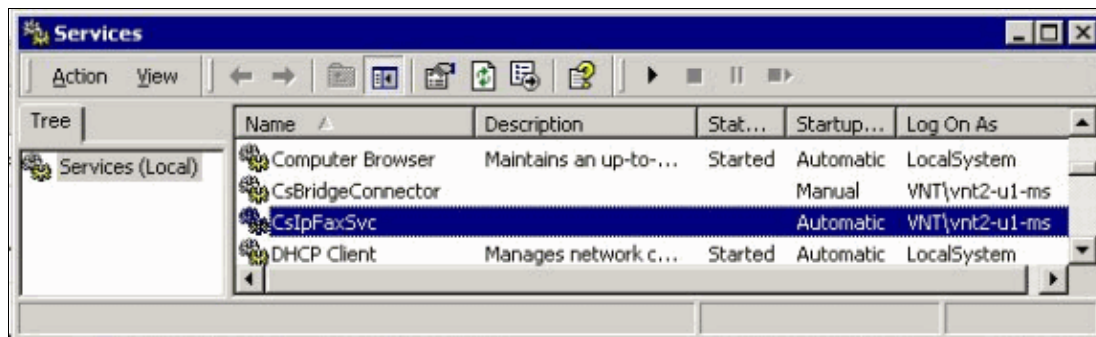 Services
Action View
Tree
Name Description Stat... Startup... Log On As
Services (Local)
Computer Browser Maintains an up-to-... Started Automatic LocalSystem
CsBridgeConnector Manual VNT\vnt2-u1-ms
CsIpFaxSvc Automatic VNT\vnt2-u1-ms
DHCP Client Manages network c... Started Automatic LocalSystem